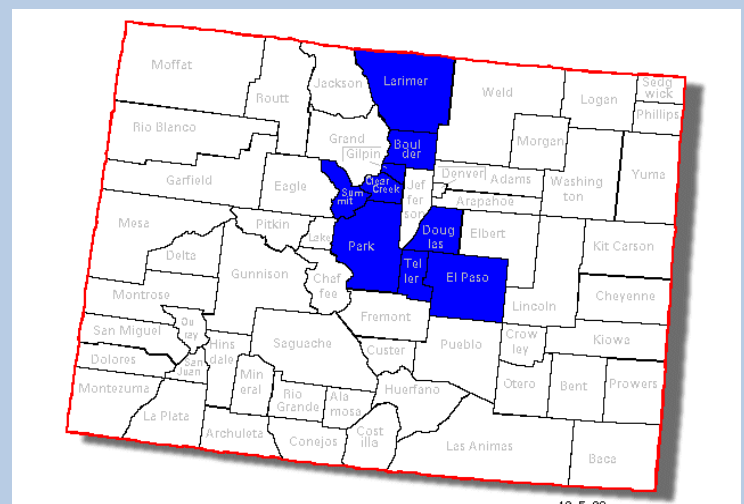 Moffat
Routt
Jackson
Larimer
Weld
Logan
Sedg
wick
Phillips
Rio Blanco
Grand
Gilpin
Boul
der
Morgan
Yuma
Garfield
Eagle
Sum
mit
Clear
Creek
Jef
fer
son
Denver
Adams
Arapahoe
Washing
ton
Mesa
Pitkin
Lake
Park
Doug
las
Elbert
Kit Carson
Delta
Gunnison
Chaf
fee
Tel
ler
El Paso
Lincoln
Cheyenne
Montrose
Ou
ray
Fremont
San Miguel
Hins
dale
Saguache
Custer
Pueblo
Crow
ley
Kiowa
Dolores
San
Juan
Montezuma
Min
eral
Rio
Grande
Ala
mosa
Huerfano
Otero
Bent
Prowers
La Plata
Archuleta
Conejos
Cost
illa
Las Animas
Baca